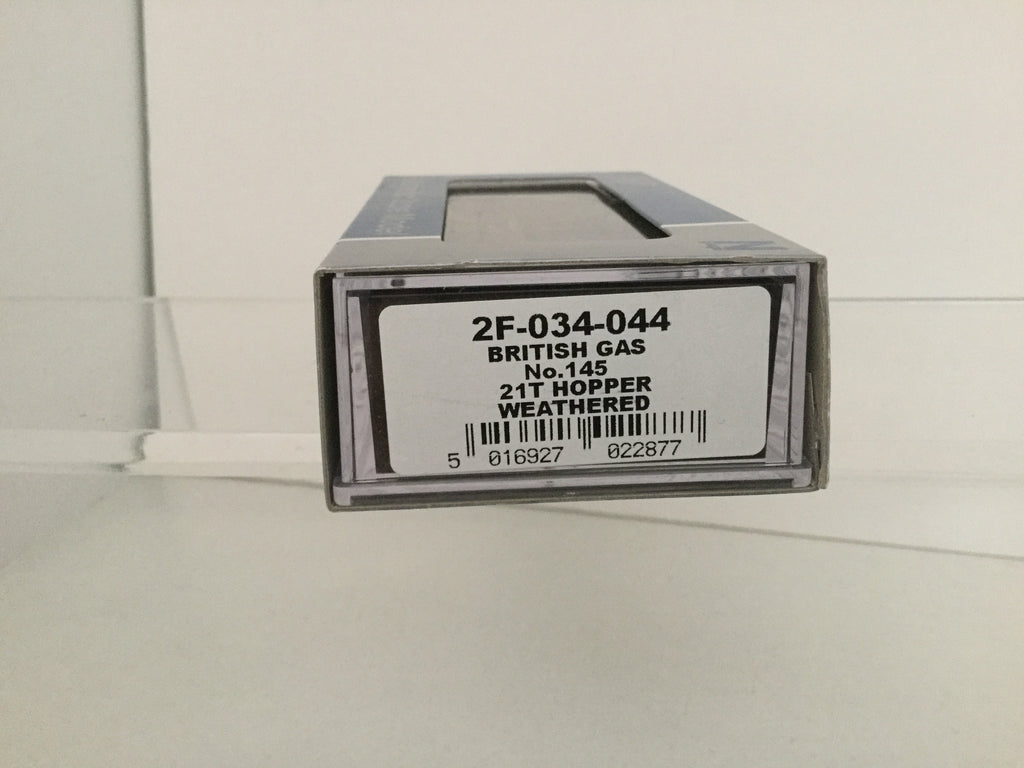 2F-034-044
BRITISH GAS
No.145
21T HOPPER
WEATHERED
5 016927 022877
N